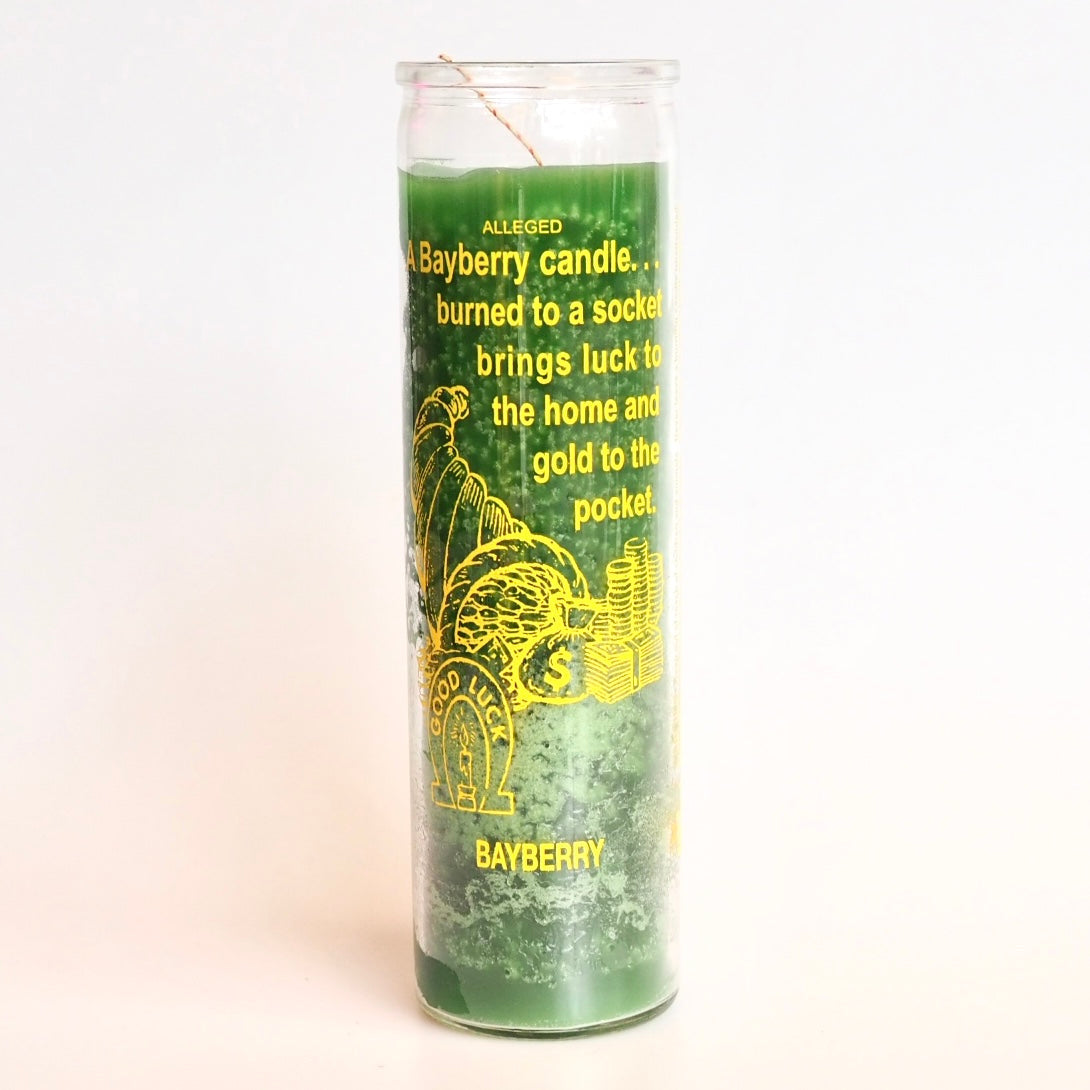 ALLEGED
A Bayberry candle. . .
burned to a socket
brings luck to
the home and
gold to the
pocket.
$
GOOD LUCK
BAYBERRY